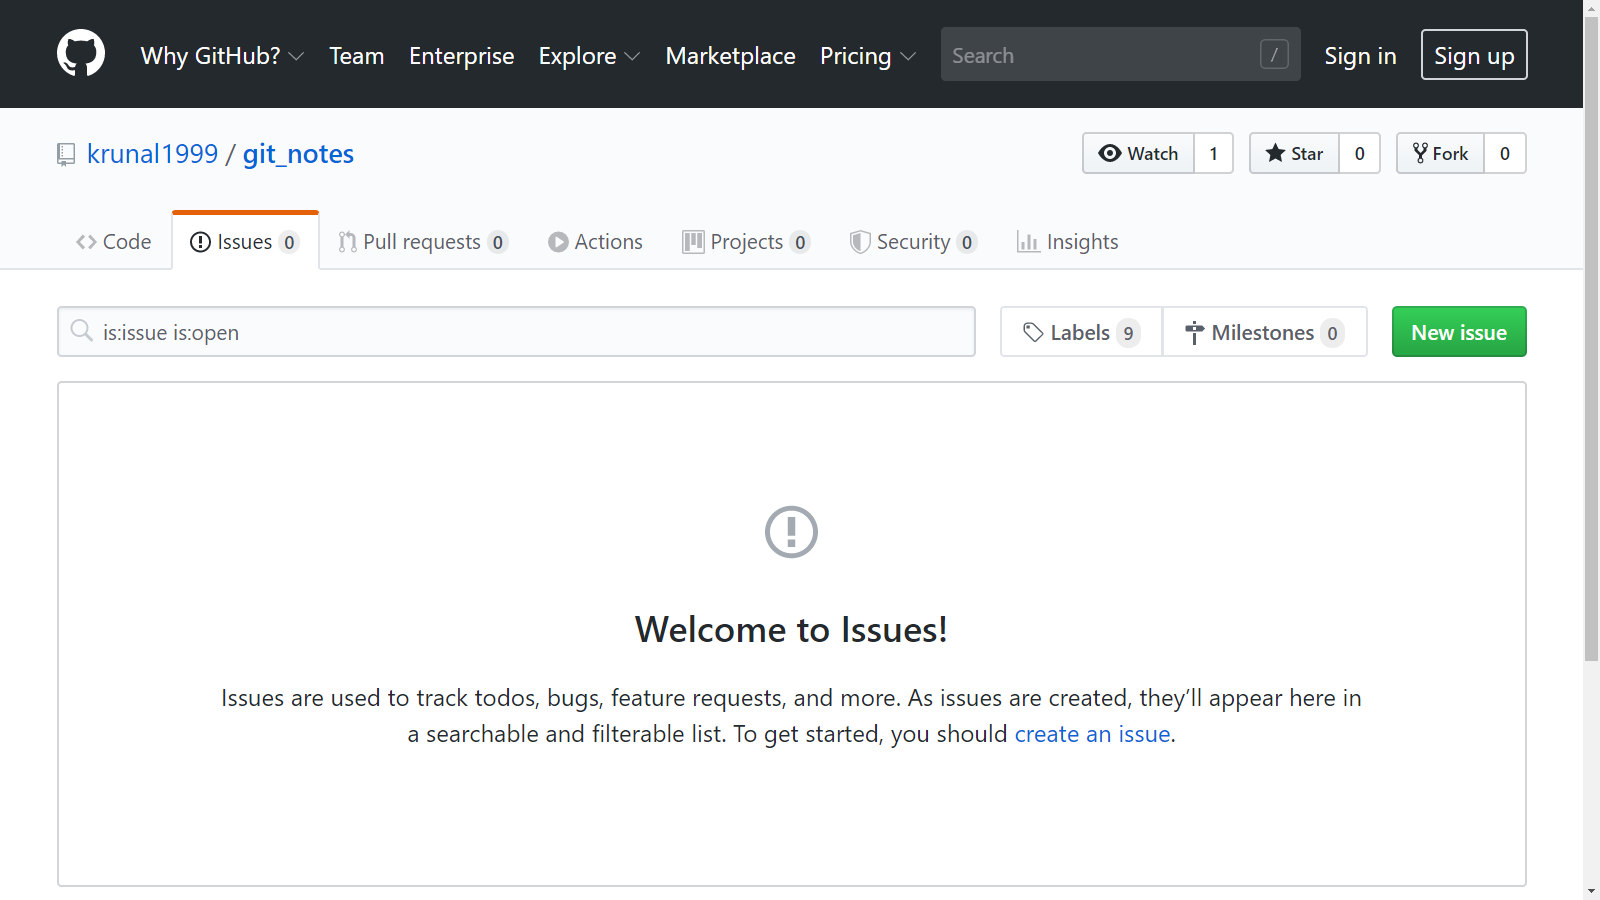 Why GitHub? Team Enterprise Explore Marketplace Pricing Search / Sign in Sign up
krunal1999 / git_notes Watch 1 Star 0 Fork 0
Code Issues 0 Pull requests 0 Actions Projects 0 Security 0 Insights
is:issue is:open Labels 9 Milestones 0 New issue
Welcome to Issues!
Issues are used to track todos, bugs, feature requests, and more. As issues are created, they’ll appear here in
a searchable and filterable list. To get started, you should create an issue.